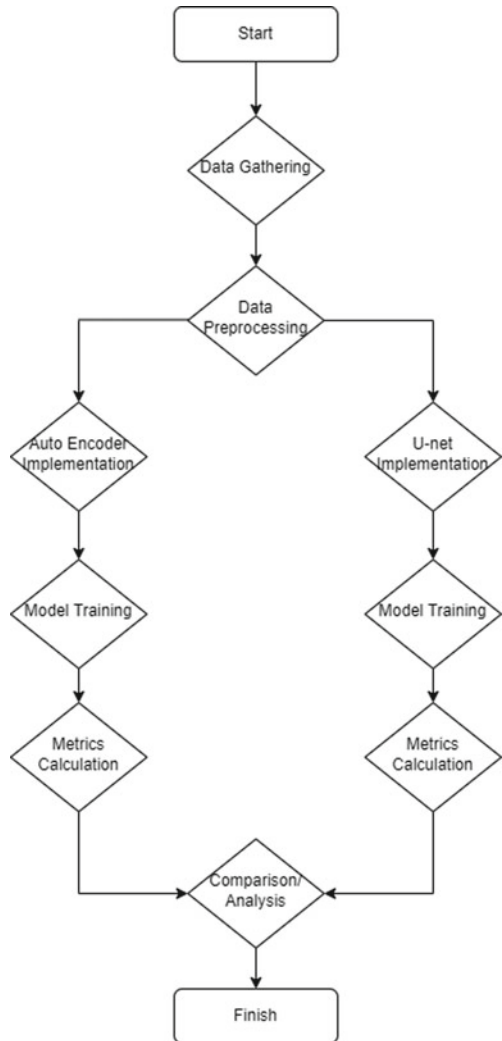 Start
Data Gathering
Data
Preprocessing
Auto Encoder
Implementation
U-net
Implementation
Model Training
Model Training
Metrics
Calculation
Metrics
Calculation
Comparison/
Analysis
Finish